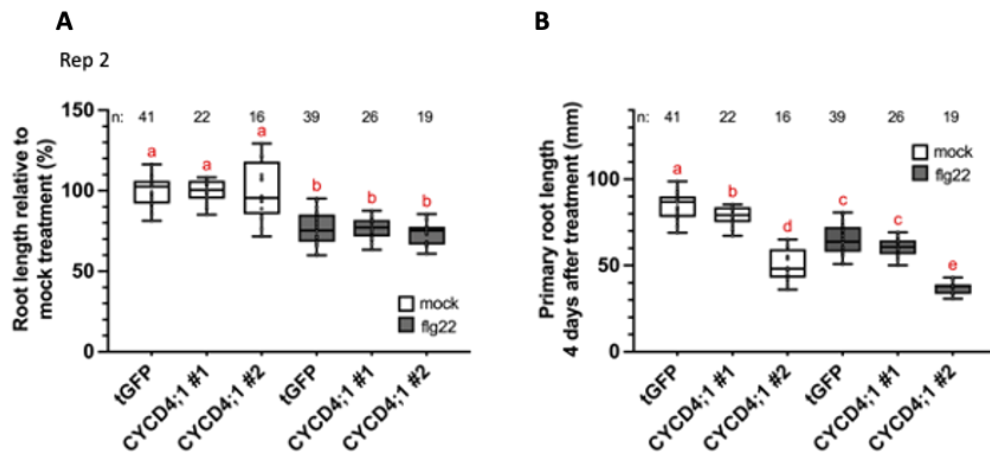 A
Rep 2
Root length relative to
mock treatment (%)
150
100
50
0
n: 41 22 16 39 26 19
a a a b b b
mock
flg22
tGFP
CYCD4;1 #1
CYCD4;1 #2
tGFP
CYCD4;1 #1
CYCD4;1 #2
B
Primary root length
4 days after treatment (mm)
100
50
0
n: 41 22 16 39 26 19
a b d c c e
mock
flg22
tGFP
CYCD4;1 #1
CYCD4;1 #2
tGFP
CYCD4;1 #1
CYCD4;1 #2